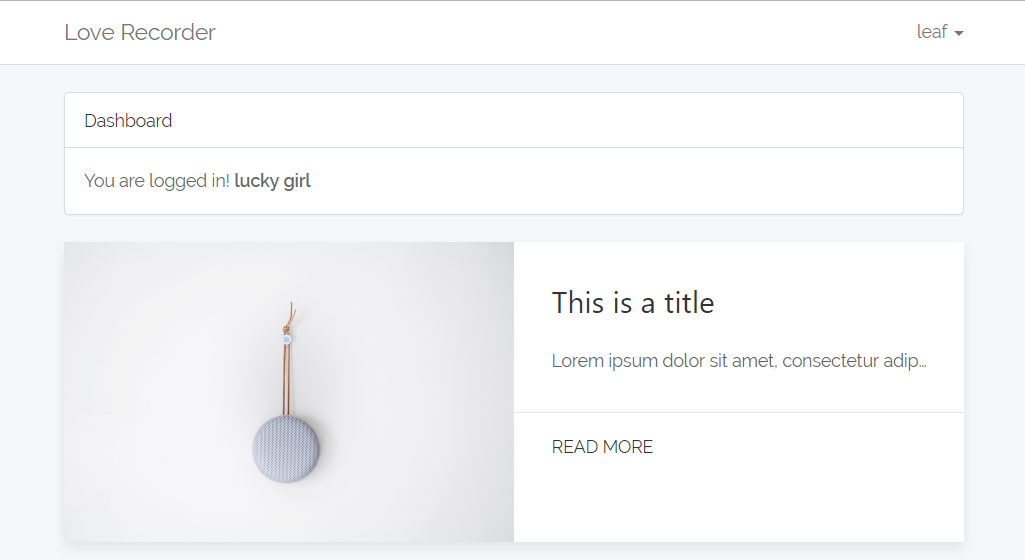 Love Recorder
leaf
Dashboard
You are logged in! lucky girl
This is a title
Lorem ipsum dolor sit amet, consectetur adip...
READ MORE